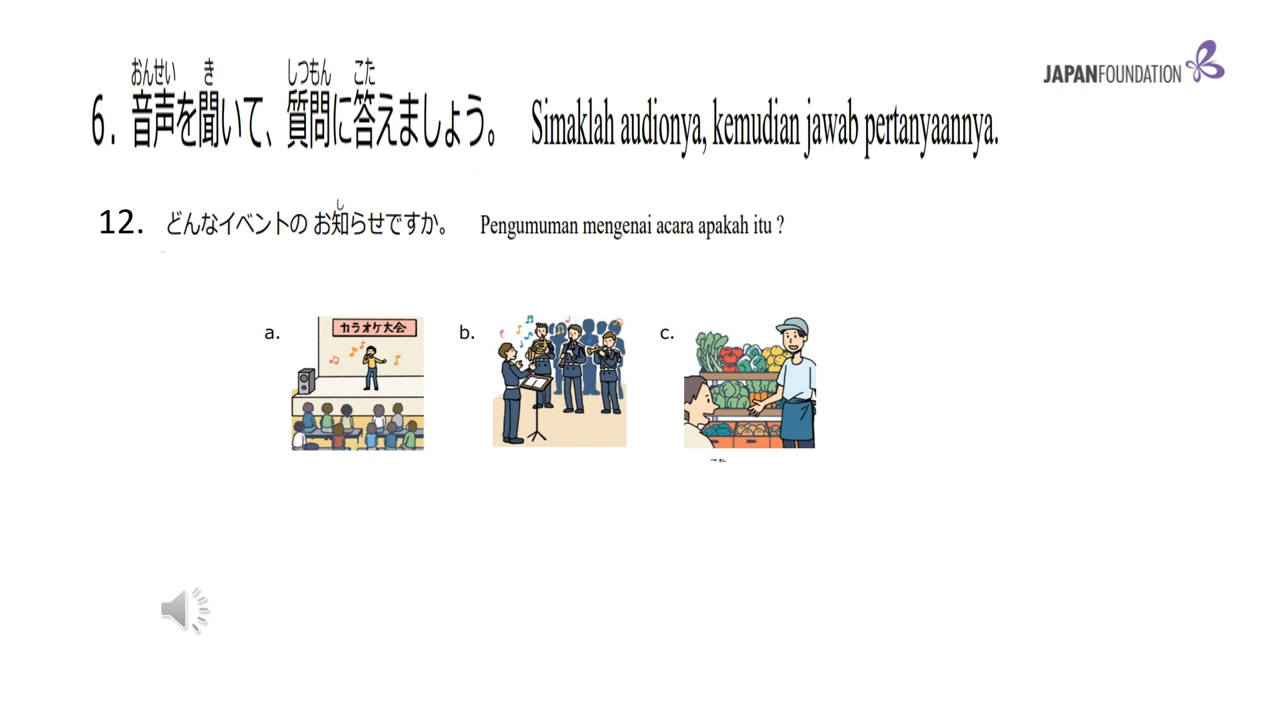 JAPANFOUNDATION
おんせい き しつもん こた
6. 音声を聞いて、質問に答えましょう。 Simaklah audionya, kemudian jawab pertanyaannya.
し
12. どんなイベントの お知らせですか。 Pengumuman mengenai acara apakah itu ?
a. b. c.
カラオケ大会